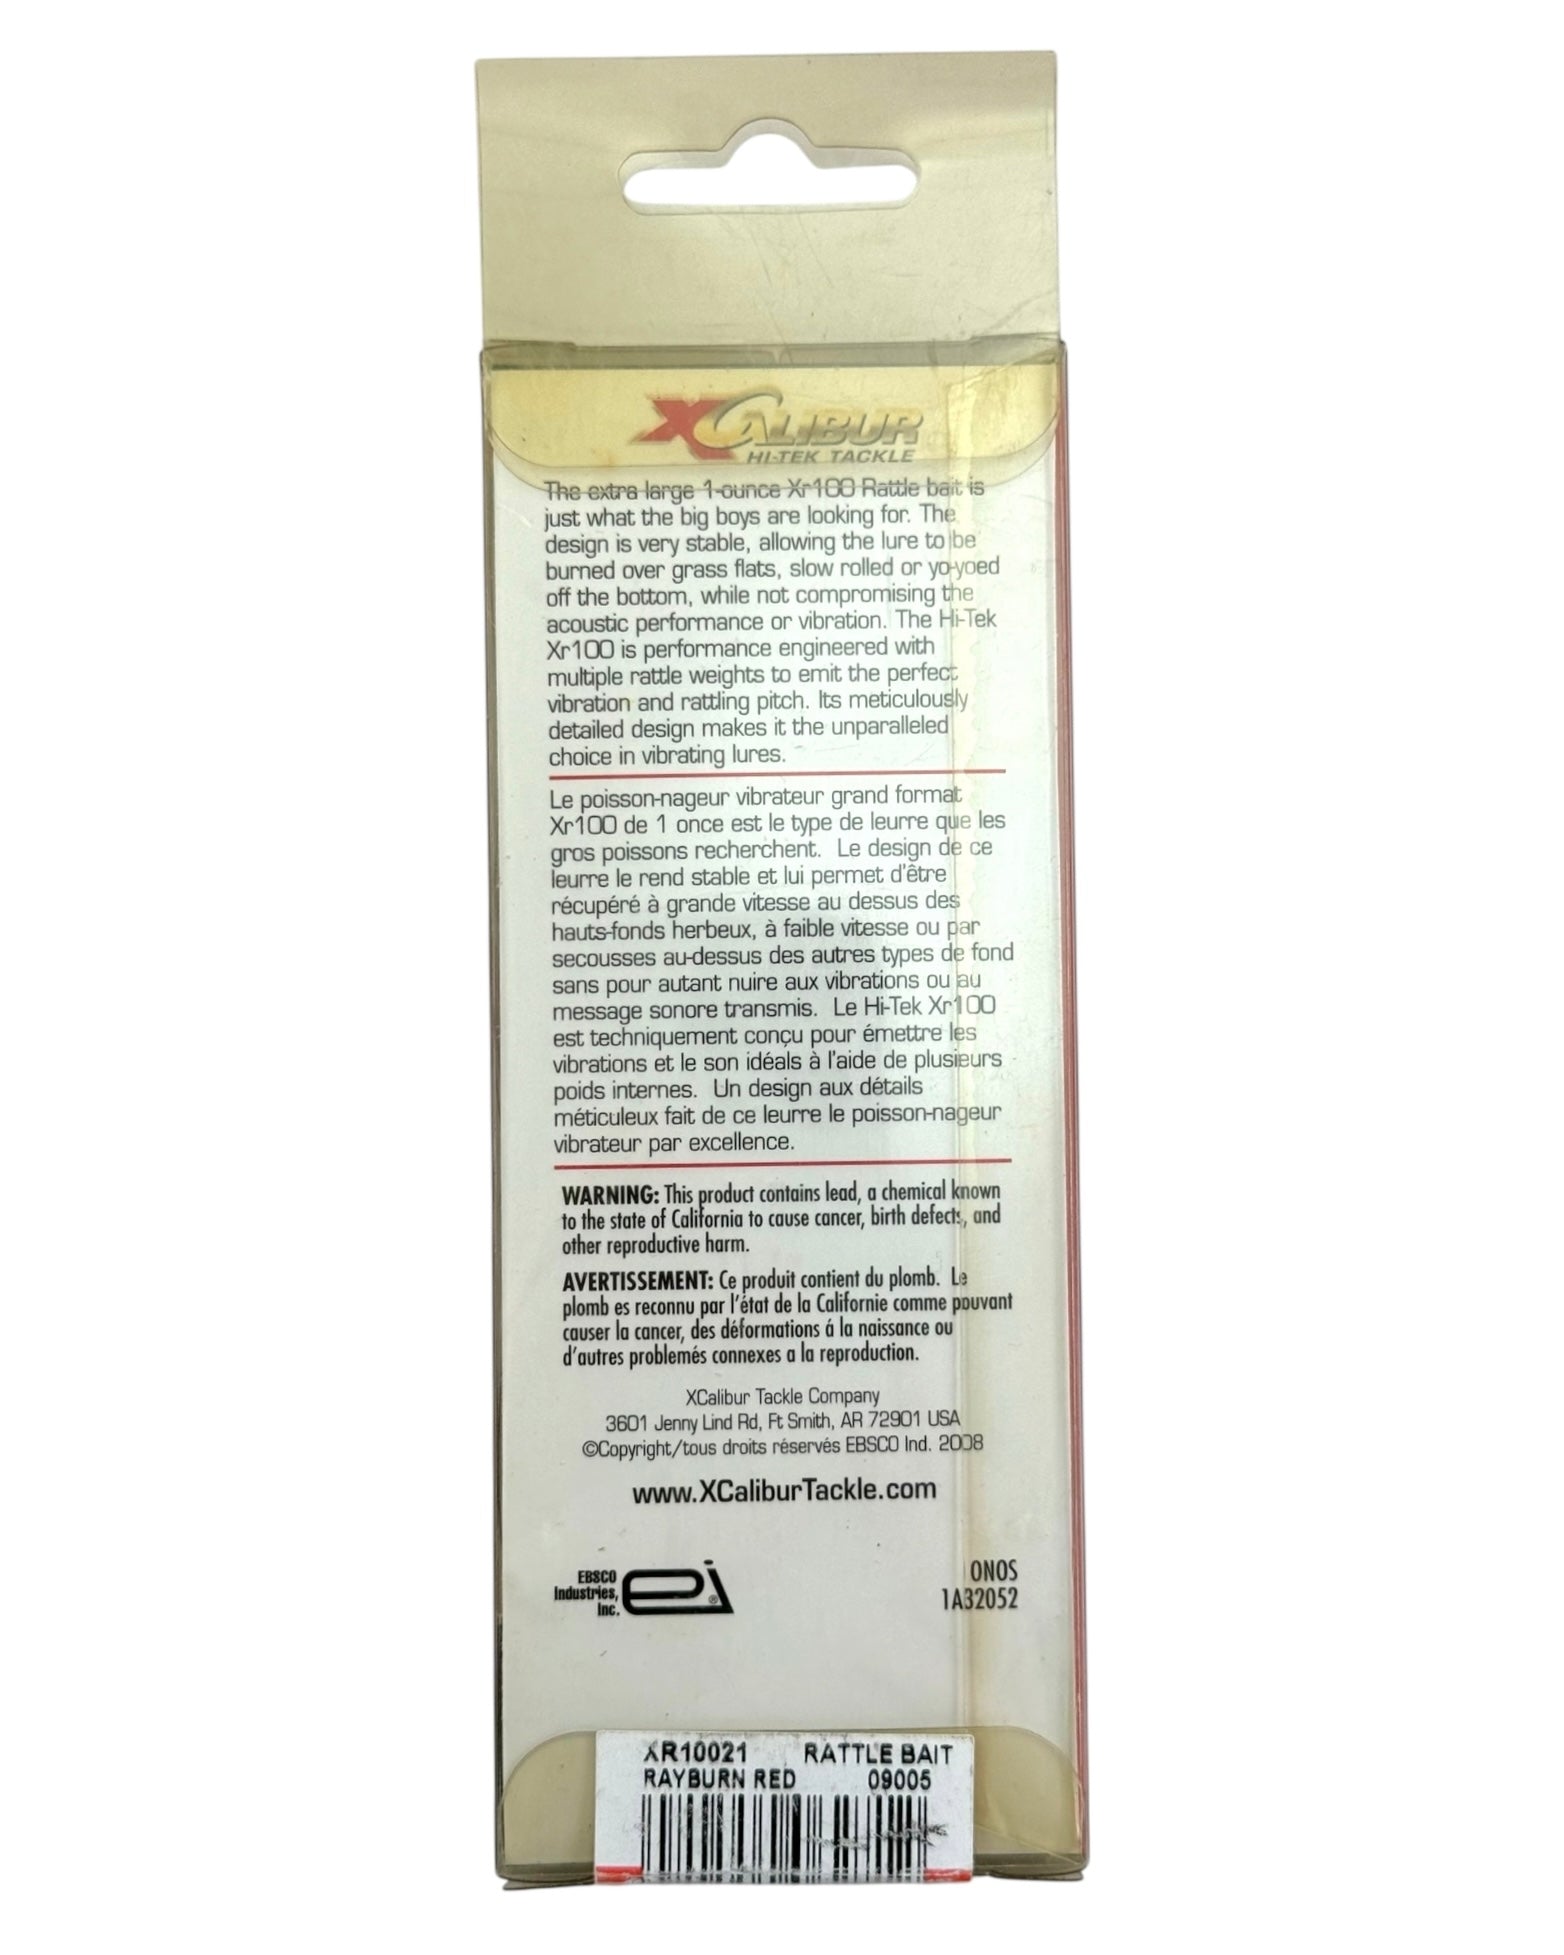 XCALIBUR
HI-TEK TACKLE
The extra large 1-ounce Xr100 Rattle bait is
just what the big boys are looking for. The
design is very stable, allowing the lure to be
burned over grass flats, slow rolled or yo-yoed
off the bottom, while not compromising the
acoustic performance or vibration. The Hi-Tek
Xr100 is performance engineered with
multiple rattle weights to emit the perfect
vibration and rattling pitch. Its meticulously
detailed design makes it the unparalleled
choice in vibrating lures.
Le poisson-nageur vibrateur grand format
Xr100 de 1 once est le type de leurre que les
gros poissons recherchent. Le design de ce
leurre le rend stable et lui permet d'être
récupéré à grande vitesse au dessus des
hauts-fonds herbeux, à faible vitesse ou par
secousses au-dessus des autres types de fond
sans pour autant nuire aux vibrations ou au
message sonore transmis. Le Hi-Tek Xr100
est techniquement conçu pour émettre les
vibrations et le son idéals à l'aide de plusieurs
poids internes. Un design aux détails
méticuleux fait de ce leurre le poisson-nageur
vibrateur par excellence.
WARNING: This product contains lead, a chemical known
to the state of California to cause cancer, birth defects, and
other reproductive harm.
AVERTISSEMENT: Ce produit contient du plomb. Le
plomb es reconnu par l'état de la Californie comme pouvant
causer la cancer, des déformations á la naissance ou
d'autres problemés connexes a la reproduction.
XCalibur Tackle Company
3601 Jenny Lind Rd, Ft Smith, AR 72901 USA
©Copyright/tous droits réservés EBSCO Ind. 2008
www.XCaliburTackle.com
EBSCO
Industries,
Inc.
ei®
ONOS
1A32052
XR10021 RATTLE BAIT
RAYBURN RED 09005